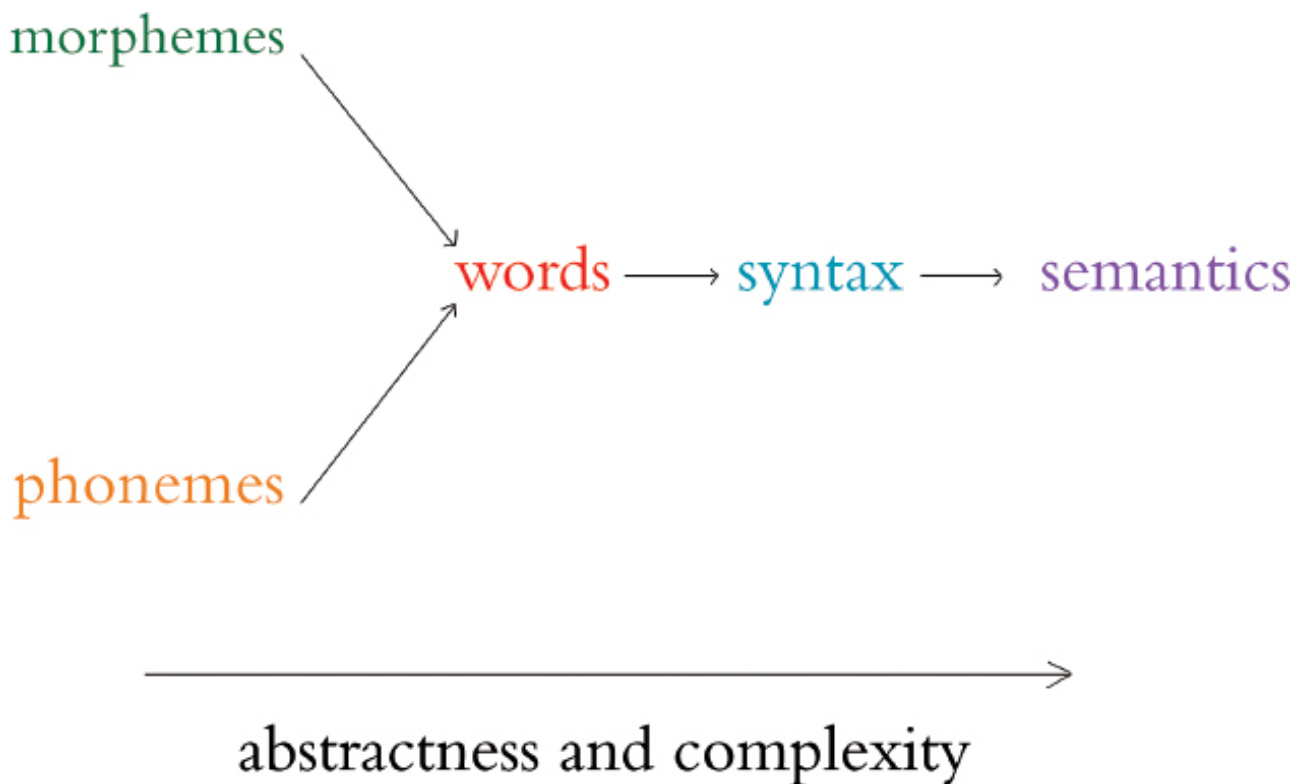 morphemes
words syntax semantics
phonemes
abstractness and complexity